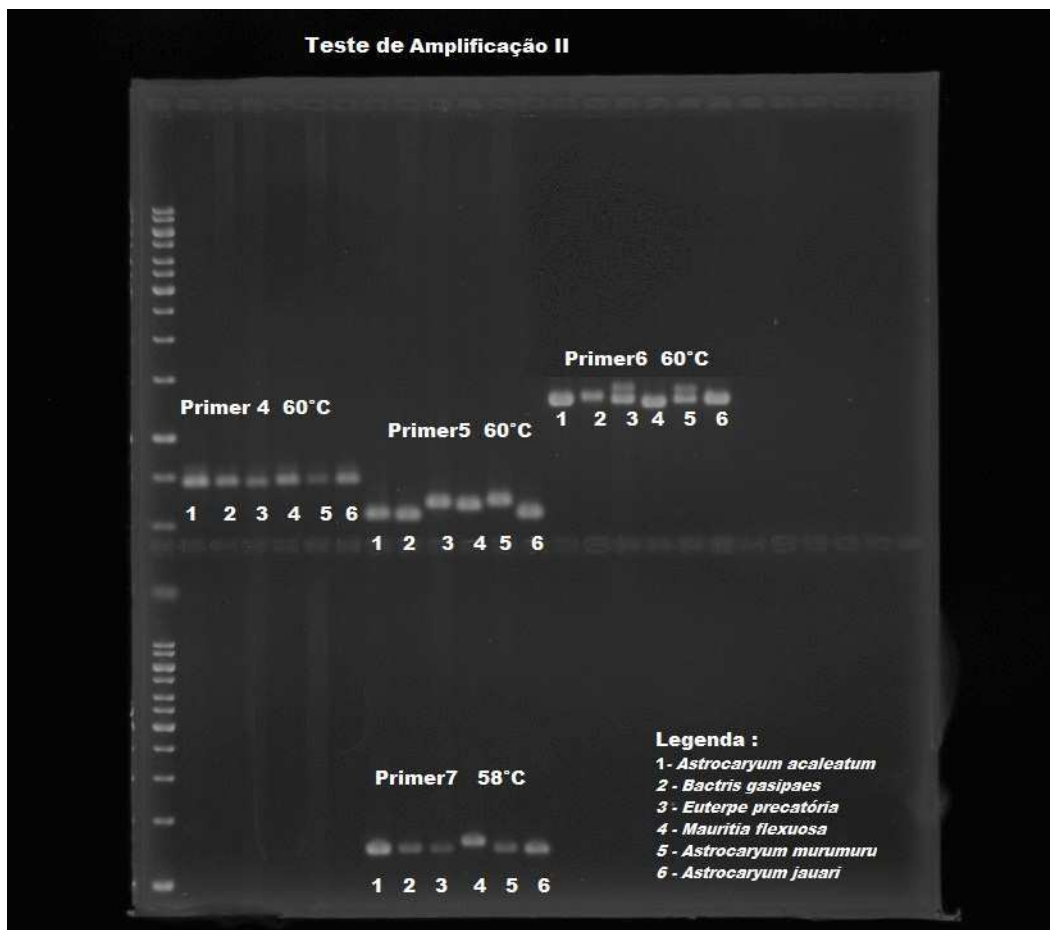 Teste de Amplificação II
Primer6 60°C
1 2 3 4 5 6
Primer 4 60°C
Primer5 60°C
1 2 3 4 5 6
1 2 3 4 5 6
Primer7 58°C
1 2 3 4 5 6
Legenda :
1- Astrocaryum acaleatum
2 - Bactris gasipaes
3 - Euterpe precatória
4 - Mauritia flexuosa
5 - Astrocaryum murumuru
6 - Astrocaryum jauari